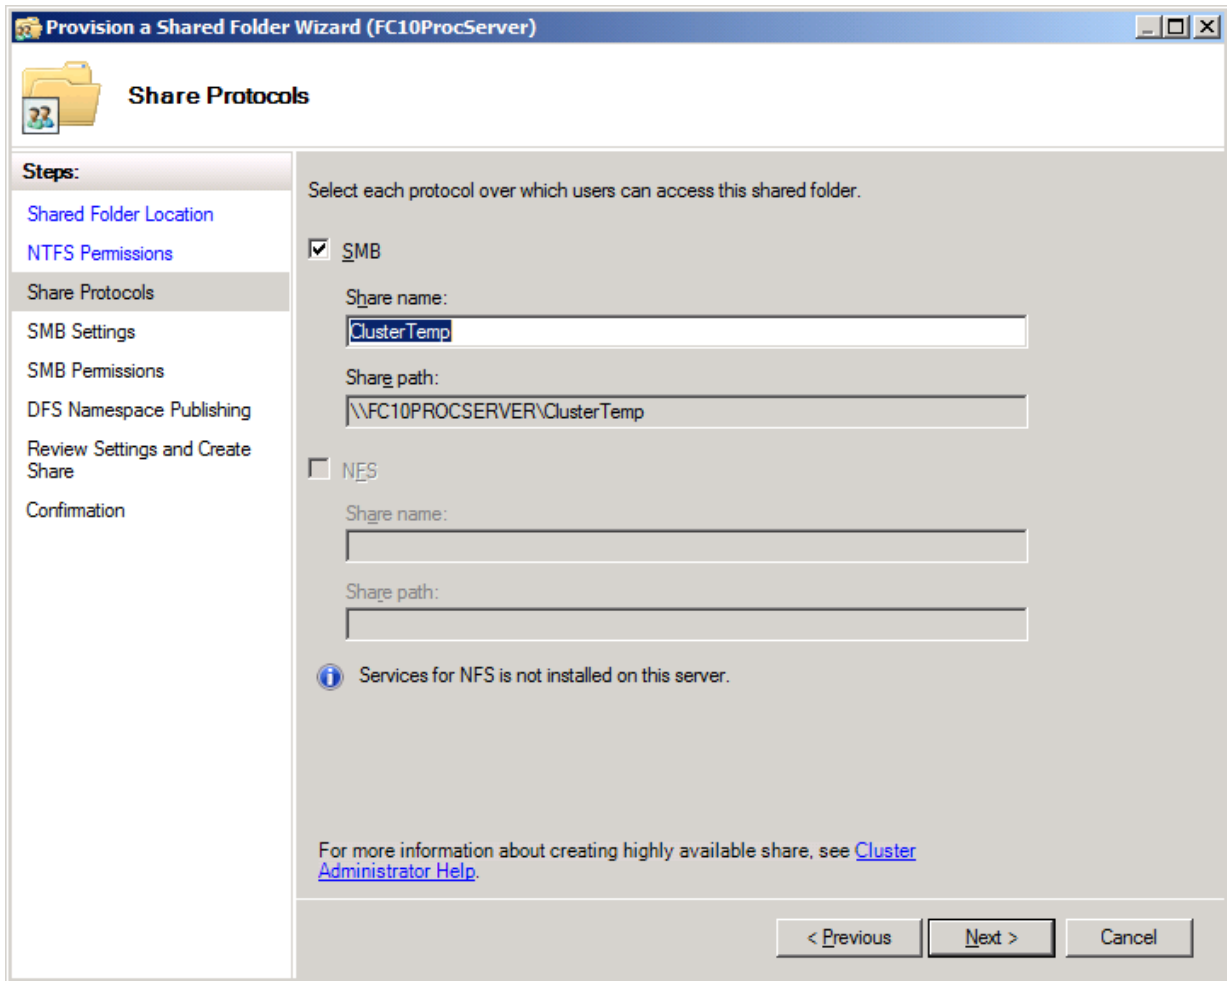 Provision a Shared Folder Wizard (FC10ProcServer)
Share Protocols
Steps:
Shared Folder Location
NTFS Permissions
Share Protocols
SMB Settings
SMB Permissions
DFS Namespace Publishing
Review Settings and Create
Share
Confirmation
Select each protocol over which users can access this shared folder.
SMB
Share name:
ClusterTemp
Share path:
\\FC10PROCSERVER\ClusterTemp
NFS
Share name:
Share path:
Services for NFS is not installed on this server.
For more information about creating highly available share, see Cluster
Administrator Help.
< Previous
Next >
Cancel